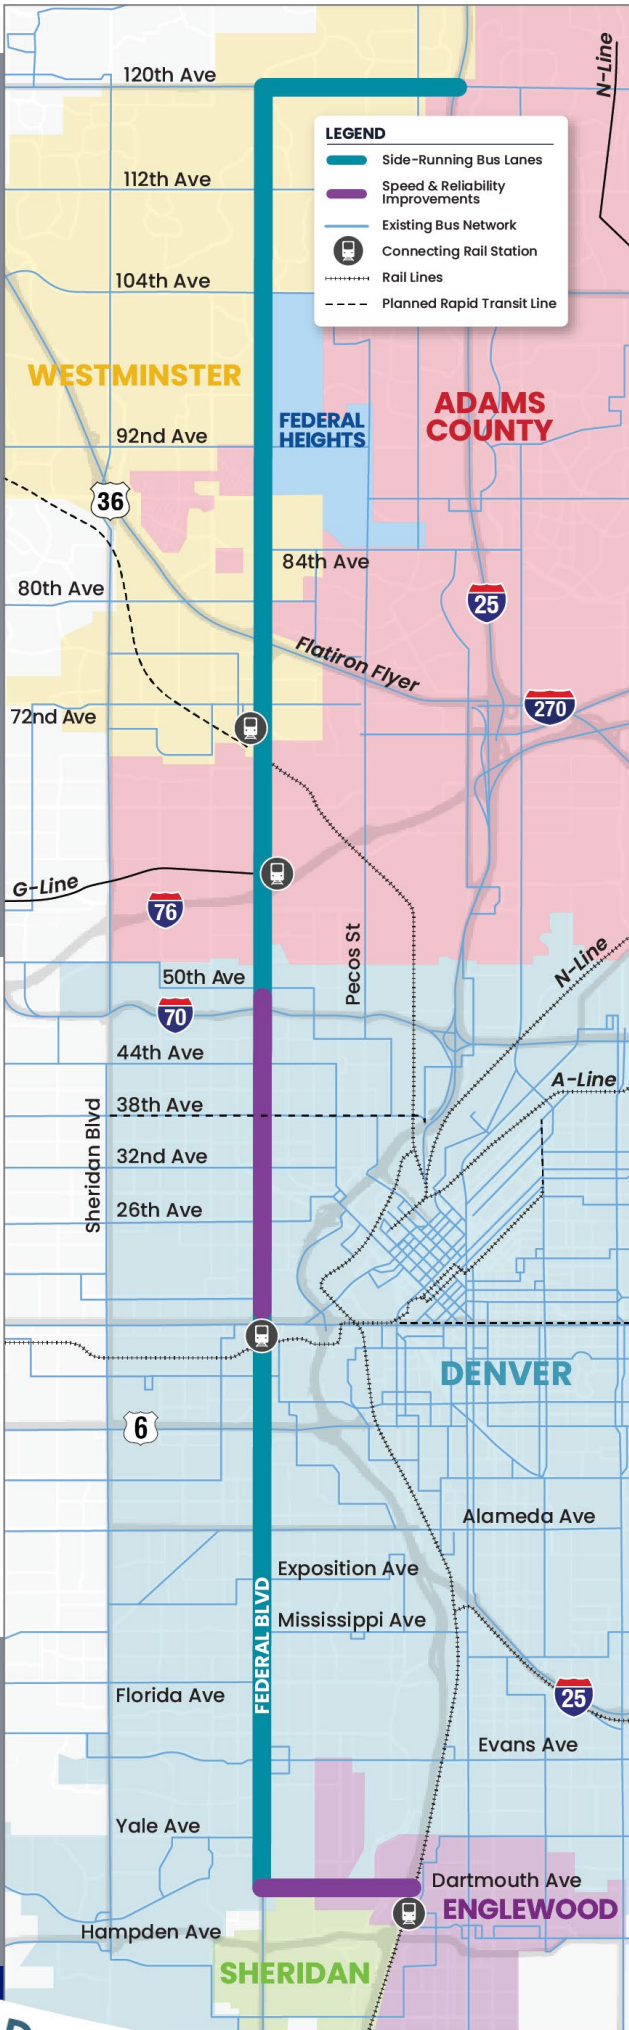 120th Ave
N-Line
LEGEND
Side-Running Bus Lanes
Speed & Reliability
Improvements
Existing Bus Network
Connecting Rail Station
Rail Lines
Planned Rapid Transit Line
112th Ave
104th Ave
WESTMINSTER
FEDERAL
HEIGHTS
ADAMS
COUNTY
92nd Ave
36
84th Ave
80th Ave
25
Flatiron Flyer
270
72nd Ave
G-Line
76
Pecos St
50th Ave
N-Line
70
44th Ave
A-Line
38th Ave
Sheridan Blvd
32nd Ave
26th Ave
DENVER
6
Alameda Ave
Exposition Ave
FEDERAL BLVD
Mississippi Ave
Florida Ave
25
Evans Ave
Yale Ave
Dartmouth Ave
ENGLEWOOD
Hampden Ave
SHERIDAN